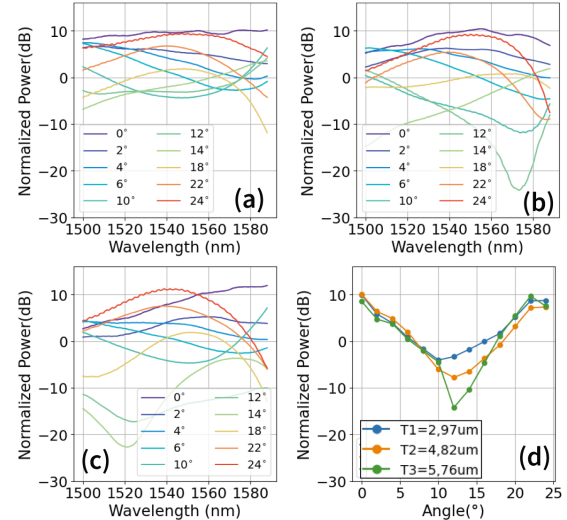 10
0
−10
−20
−30
Normalized Power(dB)
0°
2°
4°
6°
10°
12°
14°
18°
22°
24°
(a)
1500 1520 1540 1560 1580
Wavelength (nm)
10
0
−10
−20
−30
Normalized Power(dB)
0°
2°
4°
6°
10°
12°
14°
18°
22°
24°
(b)
1500 1520 1540 1560 1580
Wavelength (nm)
10
0
−10
−20
−30
Normalized Power(dB)
0°
2°
4°
6°
10°
12°
14°
18°
22°
24°
(c)
1500 1520 1540 1560 1580
Wavelength (nm)
10
0
−10
−20
−30
Normalized Power(dB)
T1=2,97um
T2=4,82um
T3=5,76um
(d)
0 5 10 15 20 25
Angle(°)